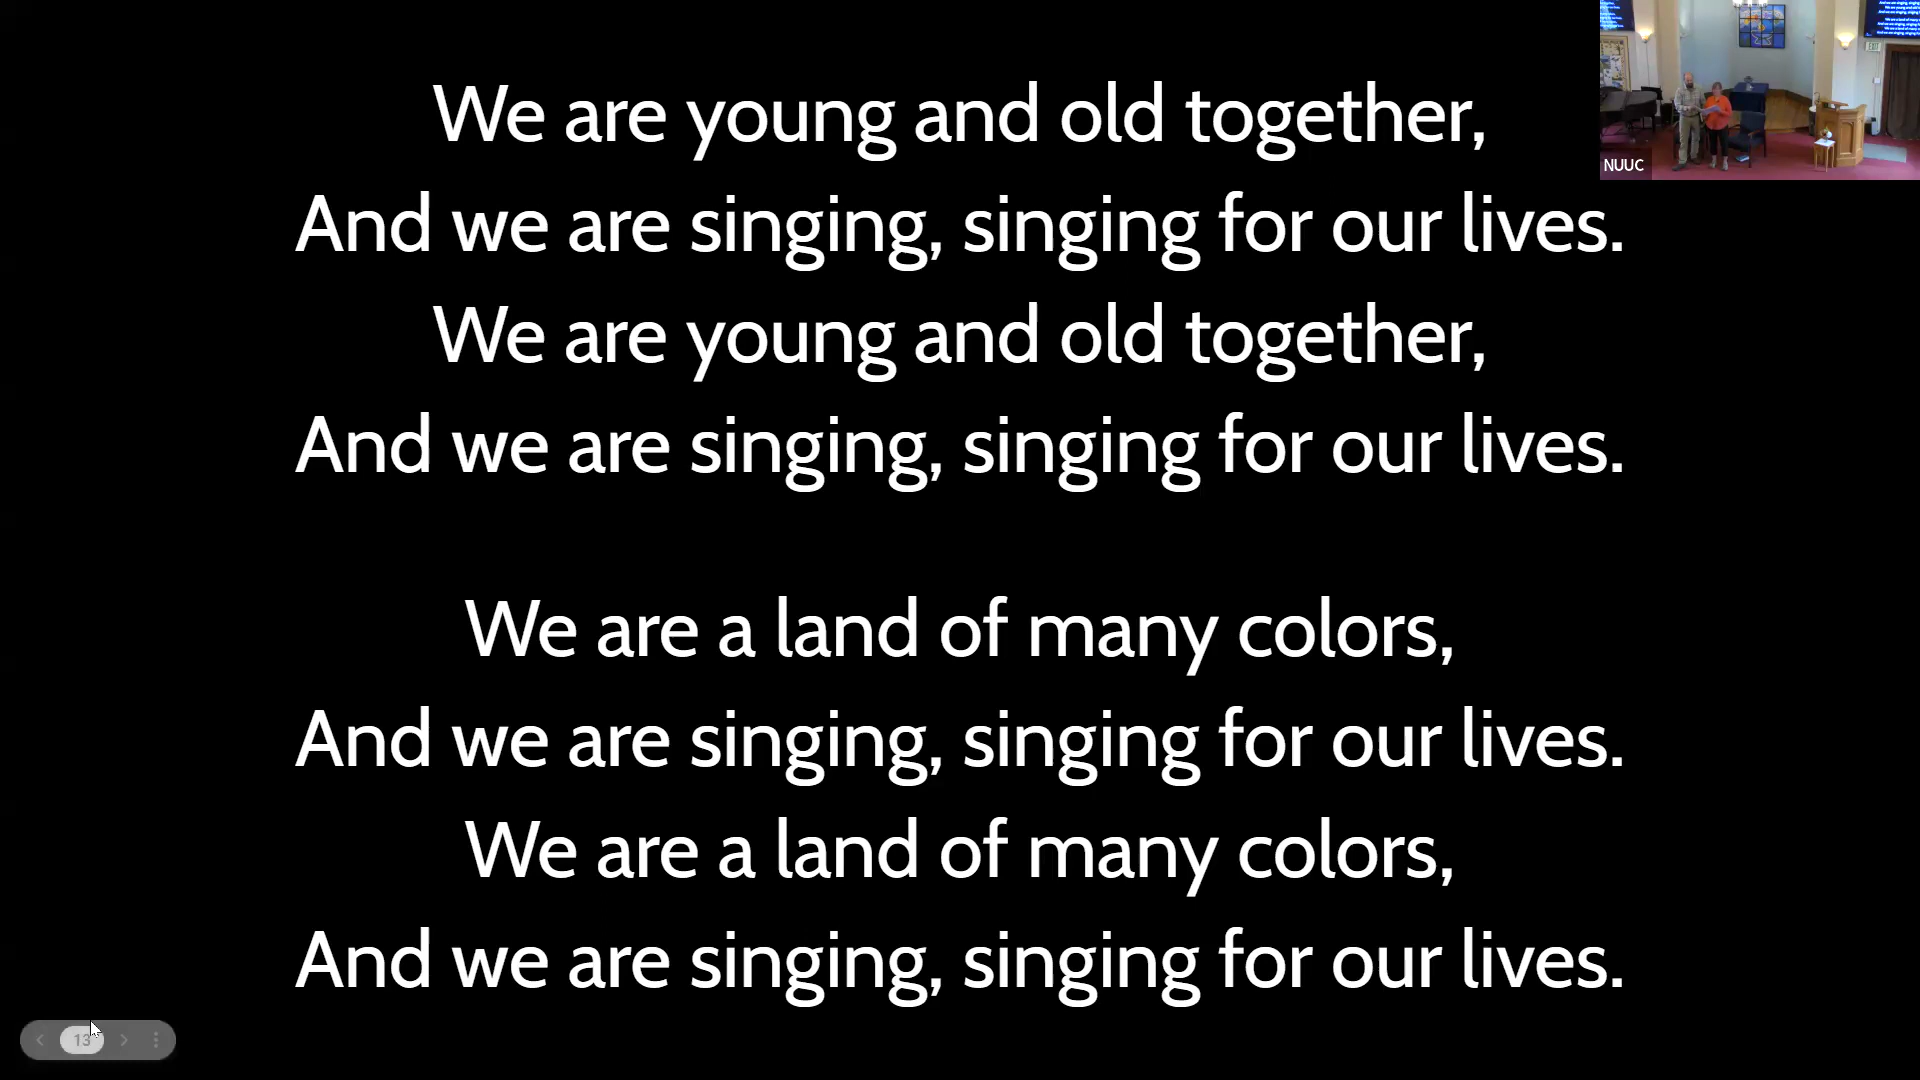 We are young and old together,
And we are singing, singing for our lives.
We are young and old together,
And we are singing, singing for our lives.
We are a land of many colors,
And we are singing, singing for our lives.
We are a land of many colors,
And we are singing, singing for our lives.
NUUC
13